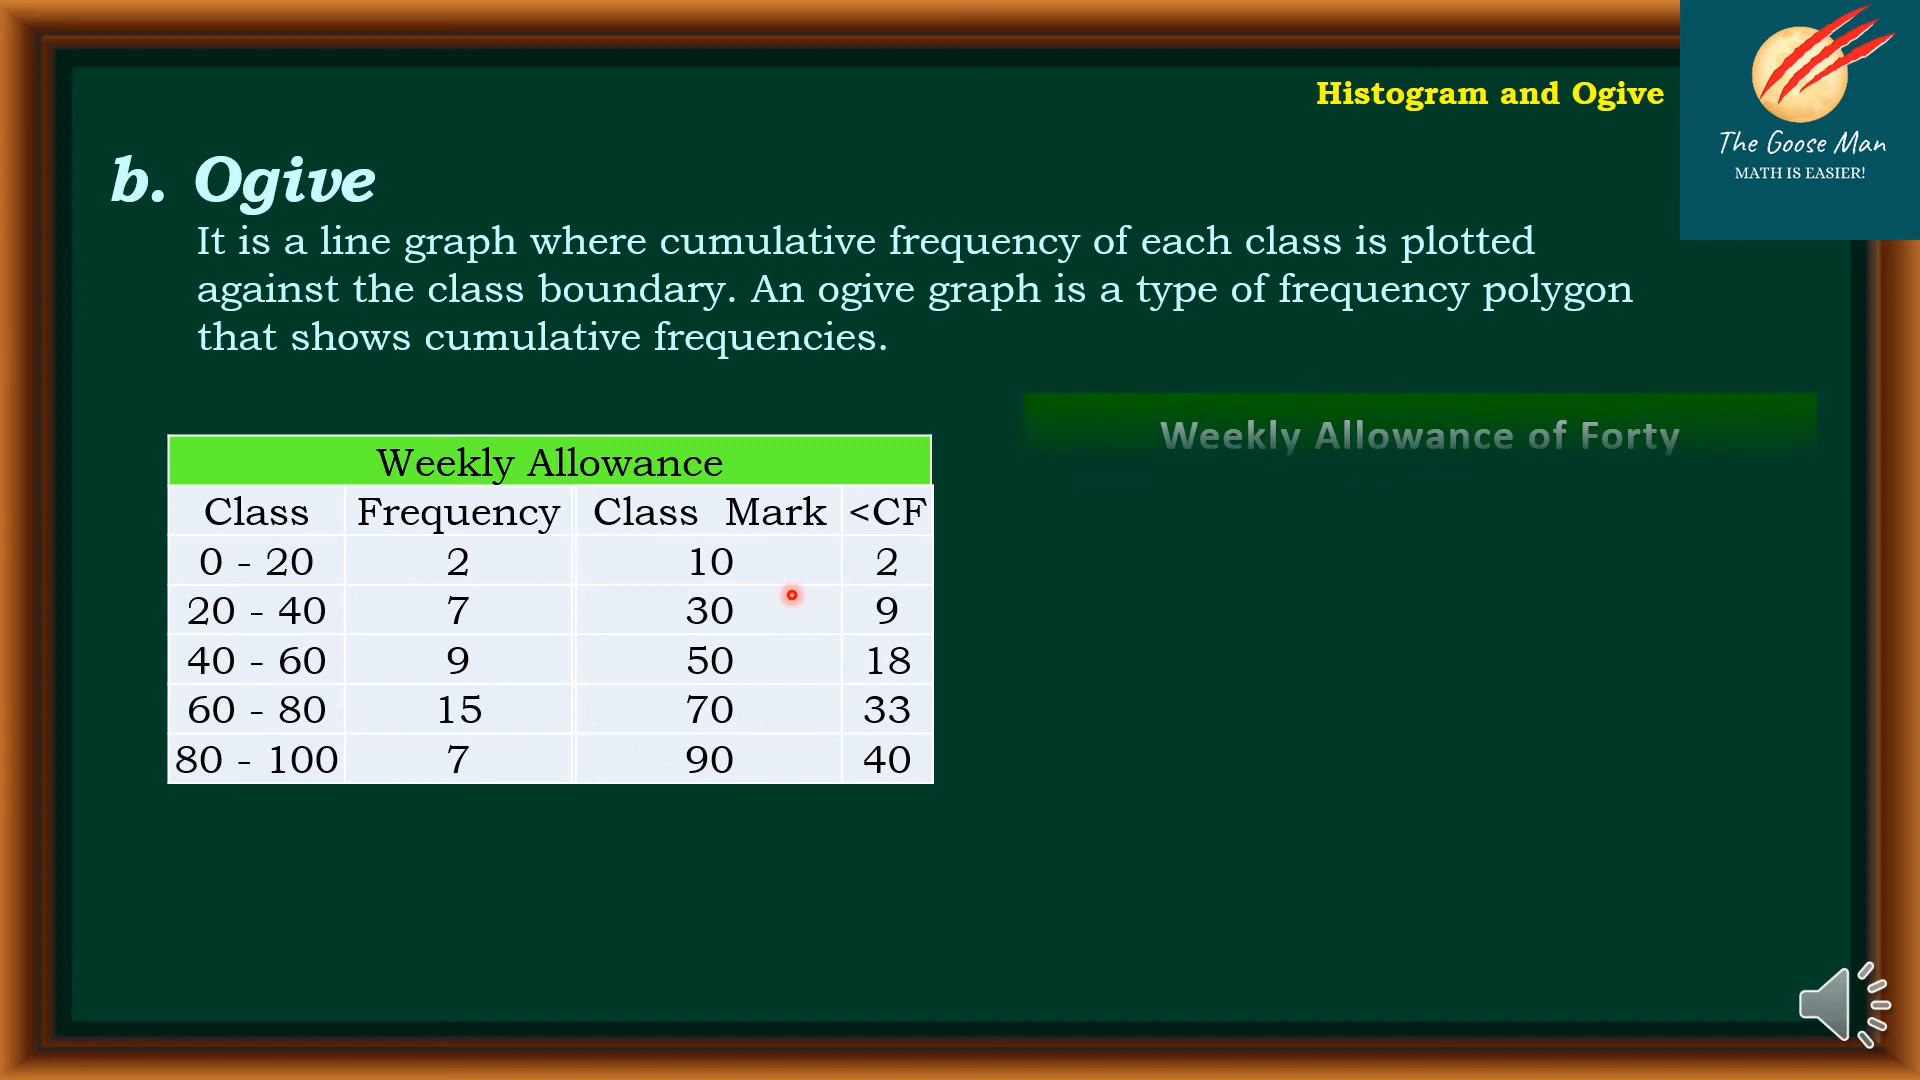 Histogram and Ogive
The Goose Man
MATH IS EASIER!
b. Ogive
It is a line graph where cumulative frequency of each class is plotted
against the class boundary. An ogive graph is a type of frequency polygon
that shows cumulative frequencies.
Weekly Allowance
Class Frequency Class Mark <CF
0 - 20 2 10 2
20 - 40 7 30 9
40 - 60 9 50 18
60 - 80 15 70 33
80 - 100 7 90 40
Weekly Allowance of Forty